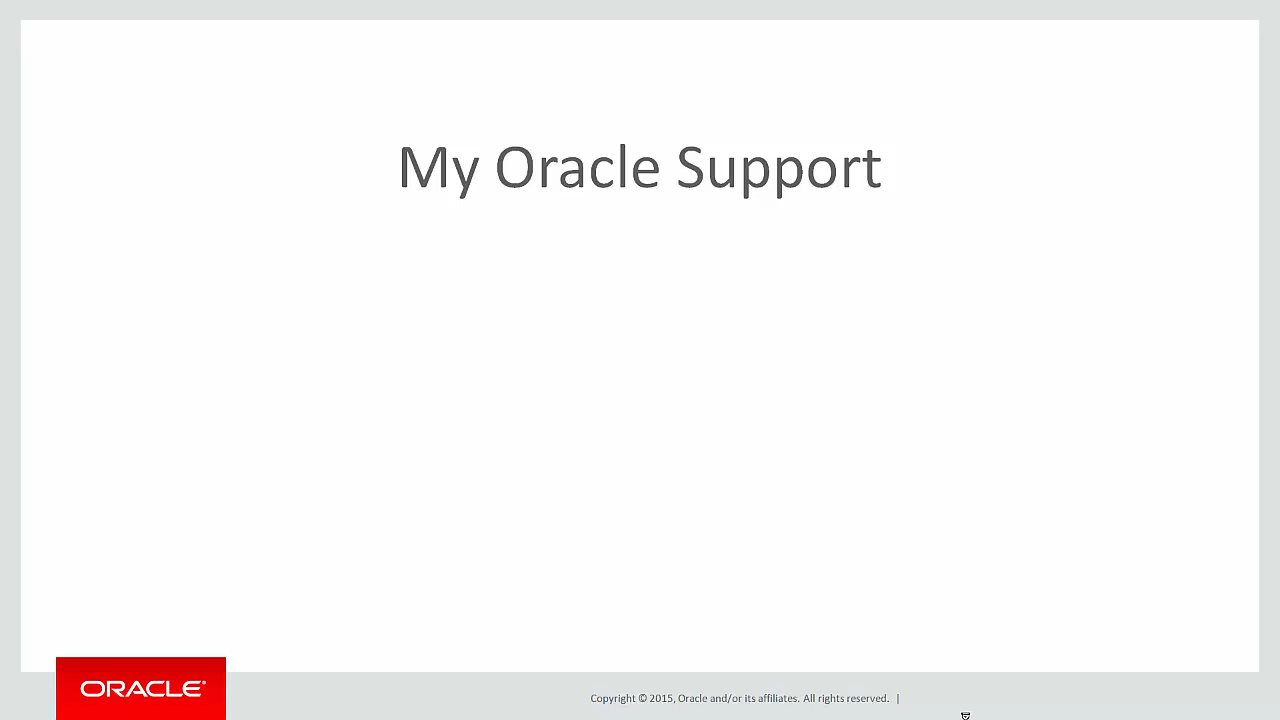 My Oracle Support
ORACLE®
Copyright © 2015, Oracle and/or its affiliates. All rights reserved. |